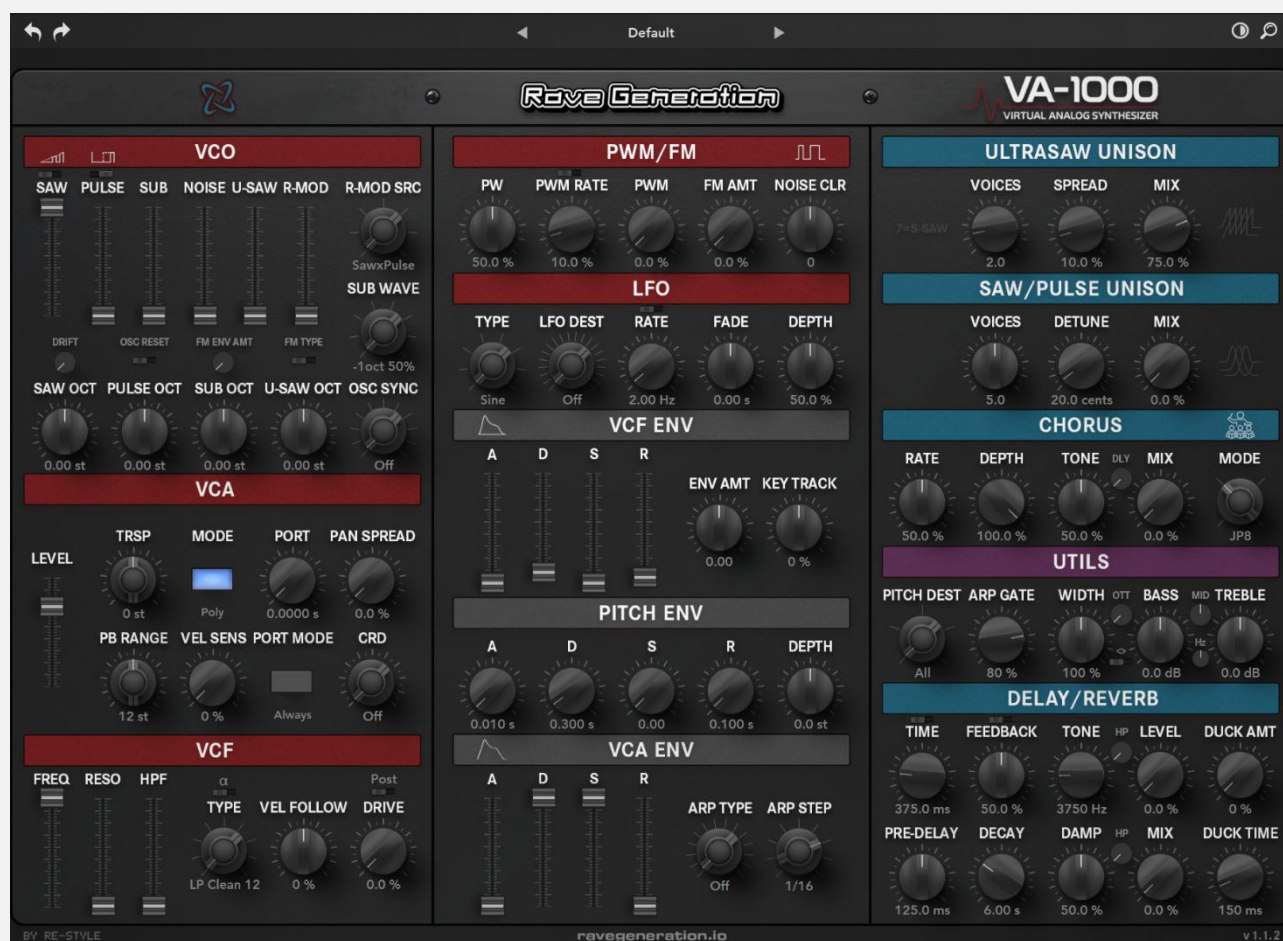 Default
Rave Generation
VA-1000
VIRTUAL ANALOG SYNTHESIZER
VCO
SAW PULSE SUB NOISE U-SAW R-MOD R-MOD SRC
SawxPulse
SUB WAVE
-1oct 50%
DRIFT OSC RESET FM ENV AMT FM TYPE
SAW OCT PULSE OCT SUB OCT U-SAW OCT OSC SYNC
0.00 st 0.00 st 0.00 st 0.00 st Off
VCA
LEVEL
TRSP MODE PORT PAN SPREAD
0 st Poly 0.0000 s 0.0 %
PB RANGE VEL SENS PORT MODE CRD
12 st 0 % Always Off
VCF
FREQ RESO HPF
α Post
TYPE VEL FOLLOW DRIVE
LP Clean 12 0 % 0.0 %
PWM/FM
PW PWM RATE PWM FM AMT NOISE CLR
50.0 % 10.0 % 0.0 % 0.0 % 0
LFO
TYPE LFO DEST RATE FADE DEPTH
Sine Off 2.00 Hz 0.00 s 50.0 %
VCF ENV
A D S R
ENV AMT KEY TRACK
0.00 0 %
PITCH ENV
A D S R DEPTH
0.010 s 0.300 s 0.00 0.100 s 0.0 st
VCA ENV
A D S R
ARP TYPE ARP STEP
Off 1/16
ULTRASAW UNISON
VOICES SPREAD MIX
7=S-SAW
2.0 10.0 % 75.0 %
SAW/PULSE UNISON
VOICES DETUNE MIX
5.0 20.0 cents 0.0 %
CHORUS
RATE DEPTH TONE DLY MIX MODE
50.0 % 100.0 % 50.0 % 0.0 % JP8
UTILS
PITCH DEST ARP GATE WIDTH OTT BASS MID TREBLE
Hz
All 80 % 100 % 0.0 dB 0.0 dB
DELAY/REVERB
TIME FEEDBACK TONE HP LEVEL DUCK AMT
375.0 ms 50.0 % 3750 Hz 0.0 % 0 %
PRE-DELAY DECAY DAMP HP MIX DUCK TIME
125.0 ms 6.00 s 50.0 % 0.0 % 150 ms
BY RE-STYLE
ravegeneration.io
v1.1.2